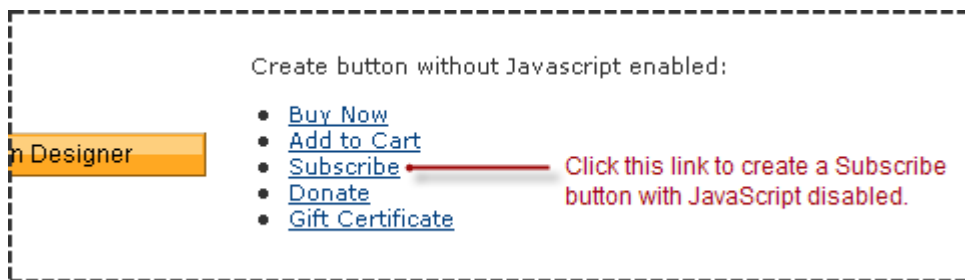 Create button without Javascript enabled:
Buy Now
n Designer
Add to Cart
Subscribe
Click this link to create a Subscribe
button with JavaScript disabled.
Donate
Gift Certificate